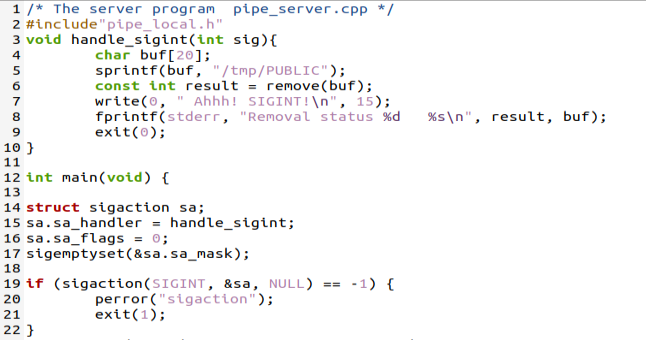 1 /* The server program  pipe_server.cpp */
2 #include"pipe_local.h"
3 void handle_sigint(int sig){
4         char buf[20];
5         sprintf(buf, "/tmp/PUBLIC");
6         const int result = remove(buf);
7         write(0, " Ahhh! SIGINT!\n", 15);
8         fprintf(stderr, "Removal status %d   %s\n", result, buf);
9         exit(0);
10 }
11
12 int main(void) {
13
14 struct sigaction sa;
15 sa.sa_handler = handle_sigint;
16 sa.sa_flags = 0;
17 sigemptyset(&sa.sa_mask);
18
19 if (sigaction(SIGINT, &sa, NULL) == -1) {
20         perror("sigaction");
21         exit(1);
22 }